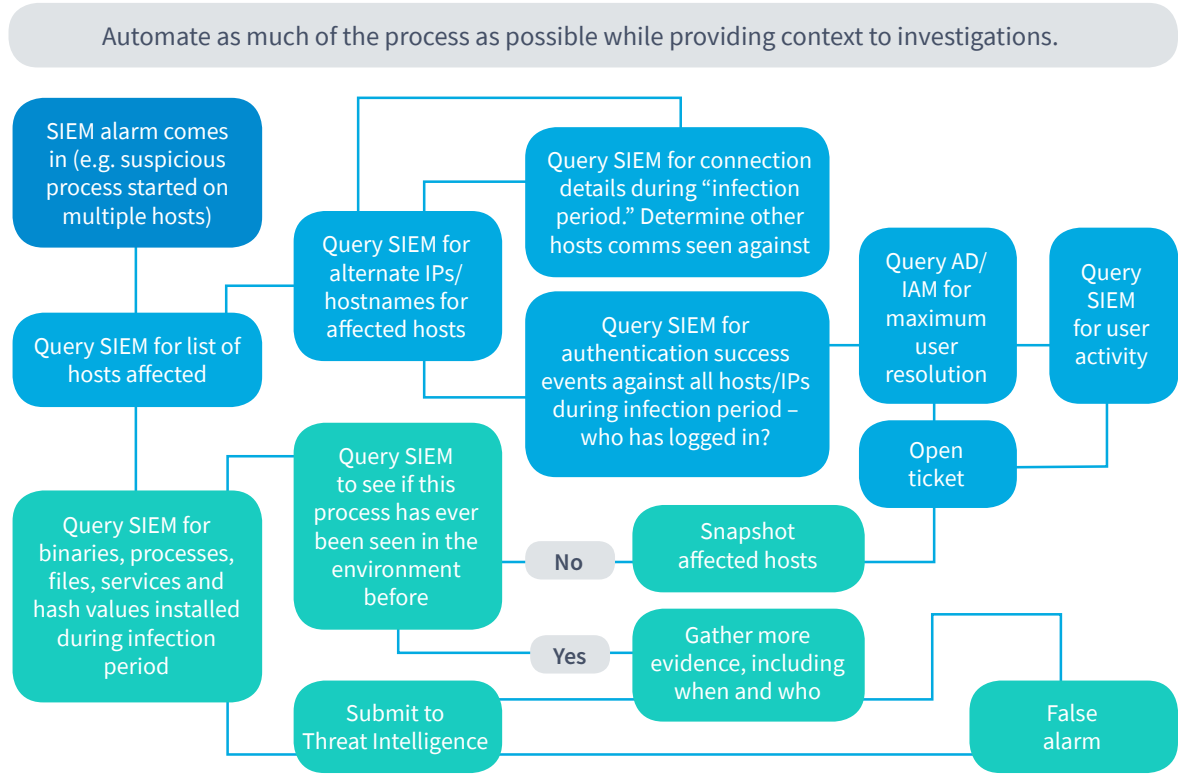 Automate as much of the process as possible while providing context to investigations.
SIEM alarm comes
in (e.g. suspicious
process started on
multiple hosts)
Query SIEM for list of
hosts affected
Query SIEM for
alternate IPs/
hostnames for
affected hosts
Query SIEM for connection
details during “infection
period.” Determine other
hosts comms seen against
Query SIEM for
authentication success
events against all hosts/IPs
during infection period –
who has logged in?
Query AD/
IAM for
maximum
user
resolution
Query
SIEM
for user
activity
Open
ticket
Query SIEM for
binaries, processes,
files, services and
hash values installed
during infection
period
Query SIEM
to see if this
process has ever
been seen in the
environment
before
No
Snapshot
affected hosts
Yes
Gather more
evidence, including
when and who
Submit to
Threat Intelligence
False
alarm